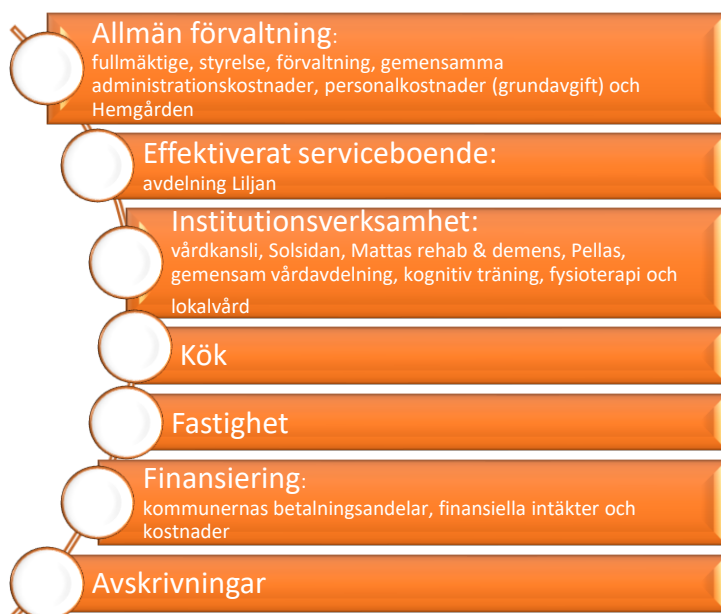 Allmän förvaltning:
fullmäktige, styrelse, förvaltning, gemensamma
administrationskostnader, personalkostnader (grundavgift) och
Hemgården
Effektiverat serviceboende:
avdelning Liljan
Institutionsverksamhet:
vårdkansli, Solsidan, Mattas rehab & demens, Pellas,
gemensam vårdavdelning, kognitiv träning, fysioterapi och
lokalvård
Kök
Fastighet
Finansiering:
kommunernas betalningsandelar, finansiella intäkter och
kostnader
Avskrivningar